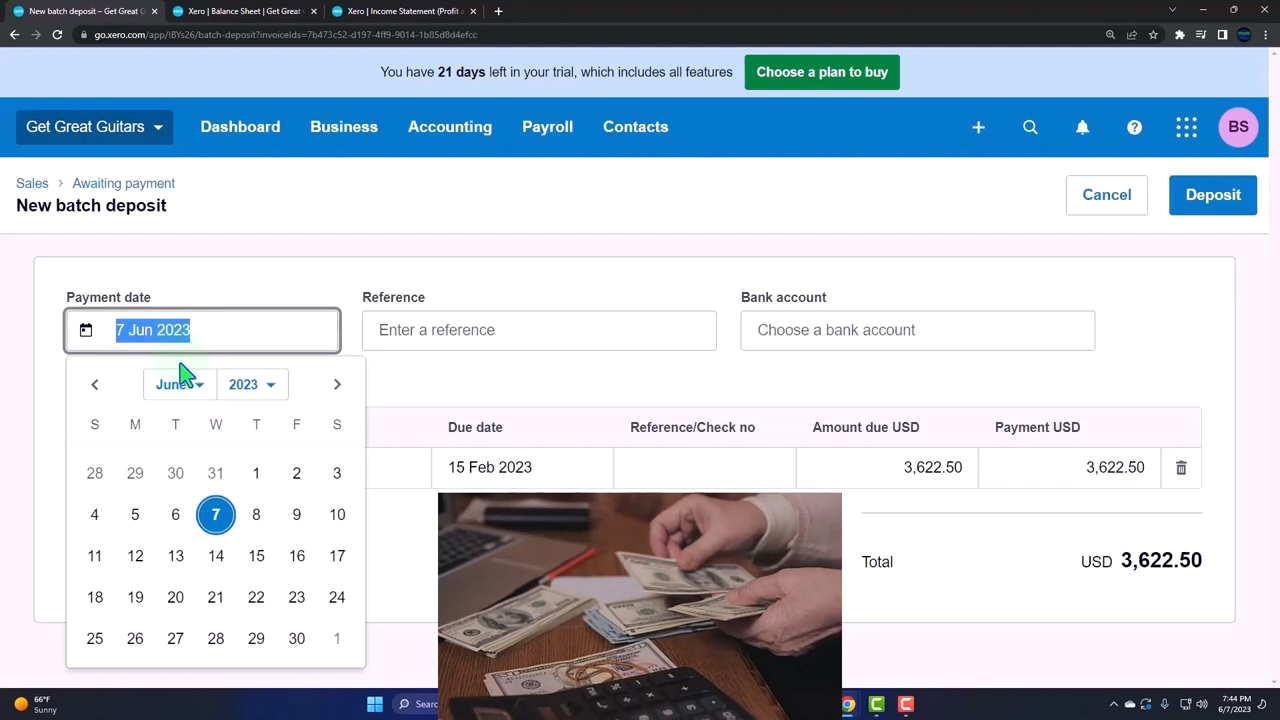 New batch deposit – Get Great G
Xero | Balance Sheet | Get Great G
Xero | Income Statement (Profit a
go.xero.com/app/!BYs26/batch-deposit?invoiceIds=7b473c52-d197-4ff9-9014-1b85d8d4efcc
You have 21 days left in your trial, which includes all features
Choose a plan to buy
Get Great Guitars
Dashboard
Business
Accounting
Payroll
Contacts
BS
Sales > Awaiting payment
New batch deposit
Cancel
Deposit
Payment date
Reference
Bank account
7 Jun 2023
Enter a reference
Choose a bank account
June
2023
S M T W T F S
28 29 30 31 1 2 3
4 5 6 7 8 9 10
11 12 13 14 15 16 17
18 19 20 21 22 23 24
25 26 27 28 29 30 1
Due date
Reference/Check no
Amount due USD
Payment USD
15 Feb 2023
3,622.50
3,622.50
Total
USD 3,622.50
66°F
Sunny
Search
7:44 PM
6/7/2023